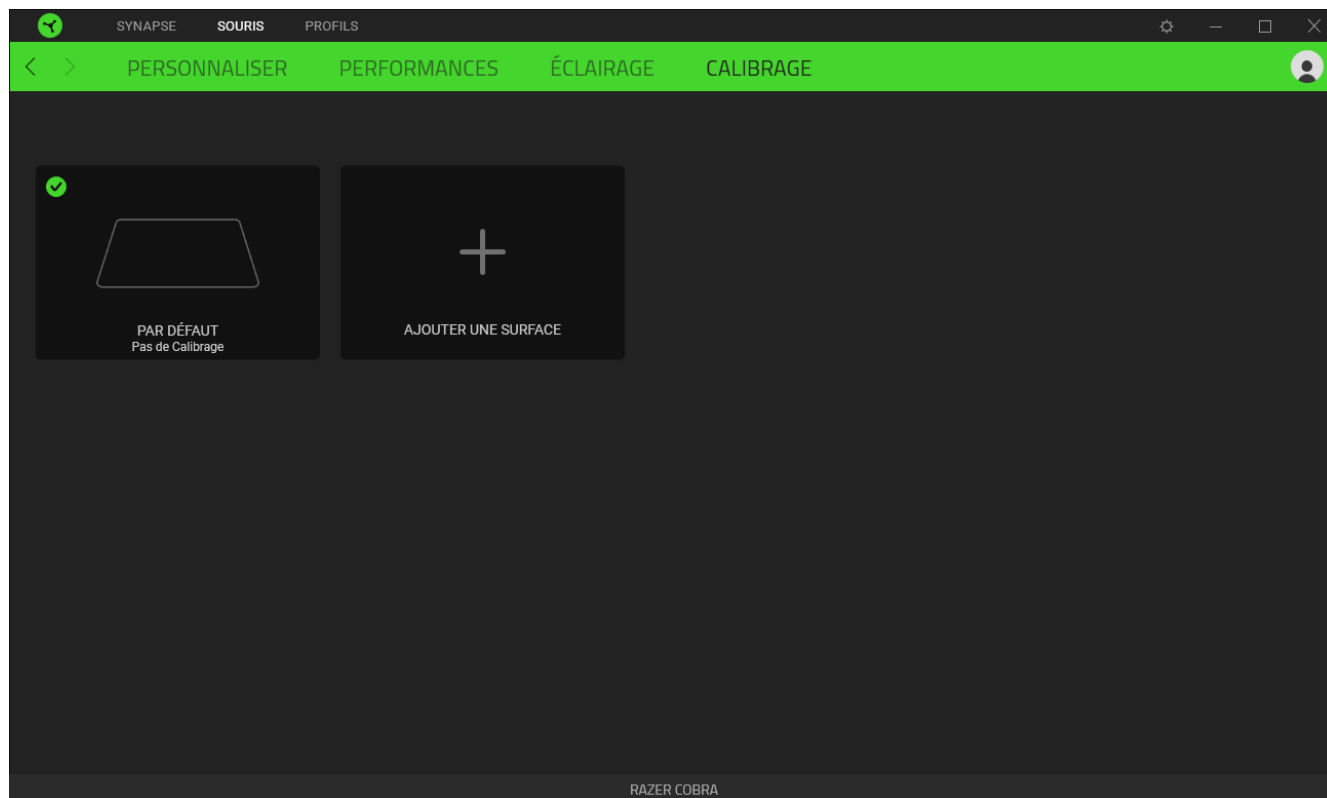 SYNAPSE SOURIS PROFILS
PERSONNALISER PERFORMANCES ÉCLAIRAGE CALIBRAGE
PAR DÉFAUT
Pas de Calibrage
AJOUTER UNE SURFACE
RAZER COBRA